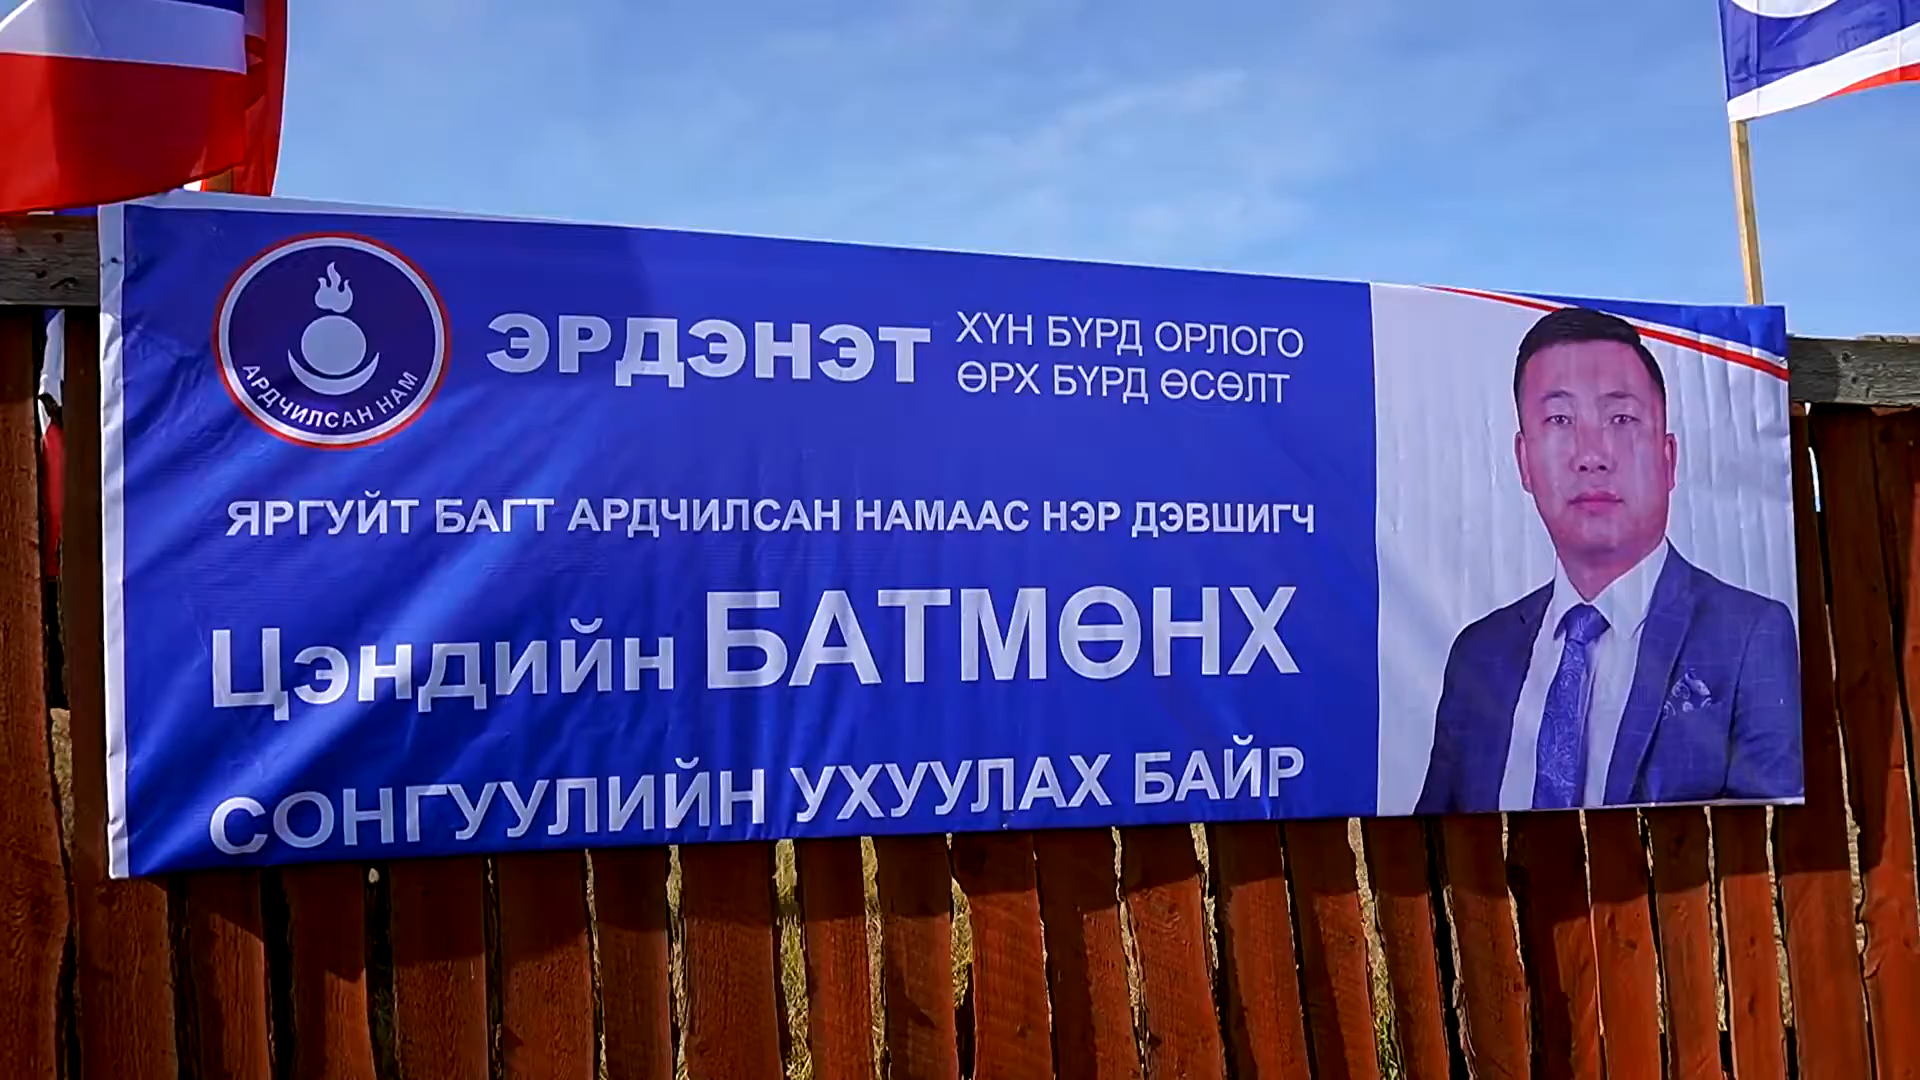 АРДЧИЛСАН НАМ
ЭРДЭНЭТ
ХҮН БҮРД ОРЛОГО
ӨРХ БҮРД ӨСӨЛТ
ЯРГУЙТ БАГТ АРДЧИЛСАН НАМААС НЭР ДЭВШИГЧ
Цэндийн БАТМӨНХ
СОНГУУЛИЙН УХУУЛАХ БАЙР